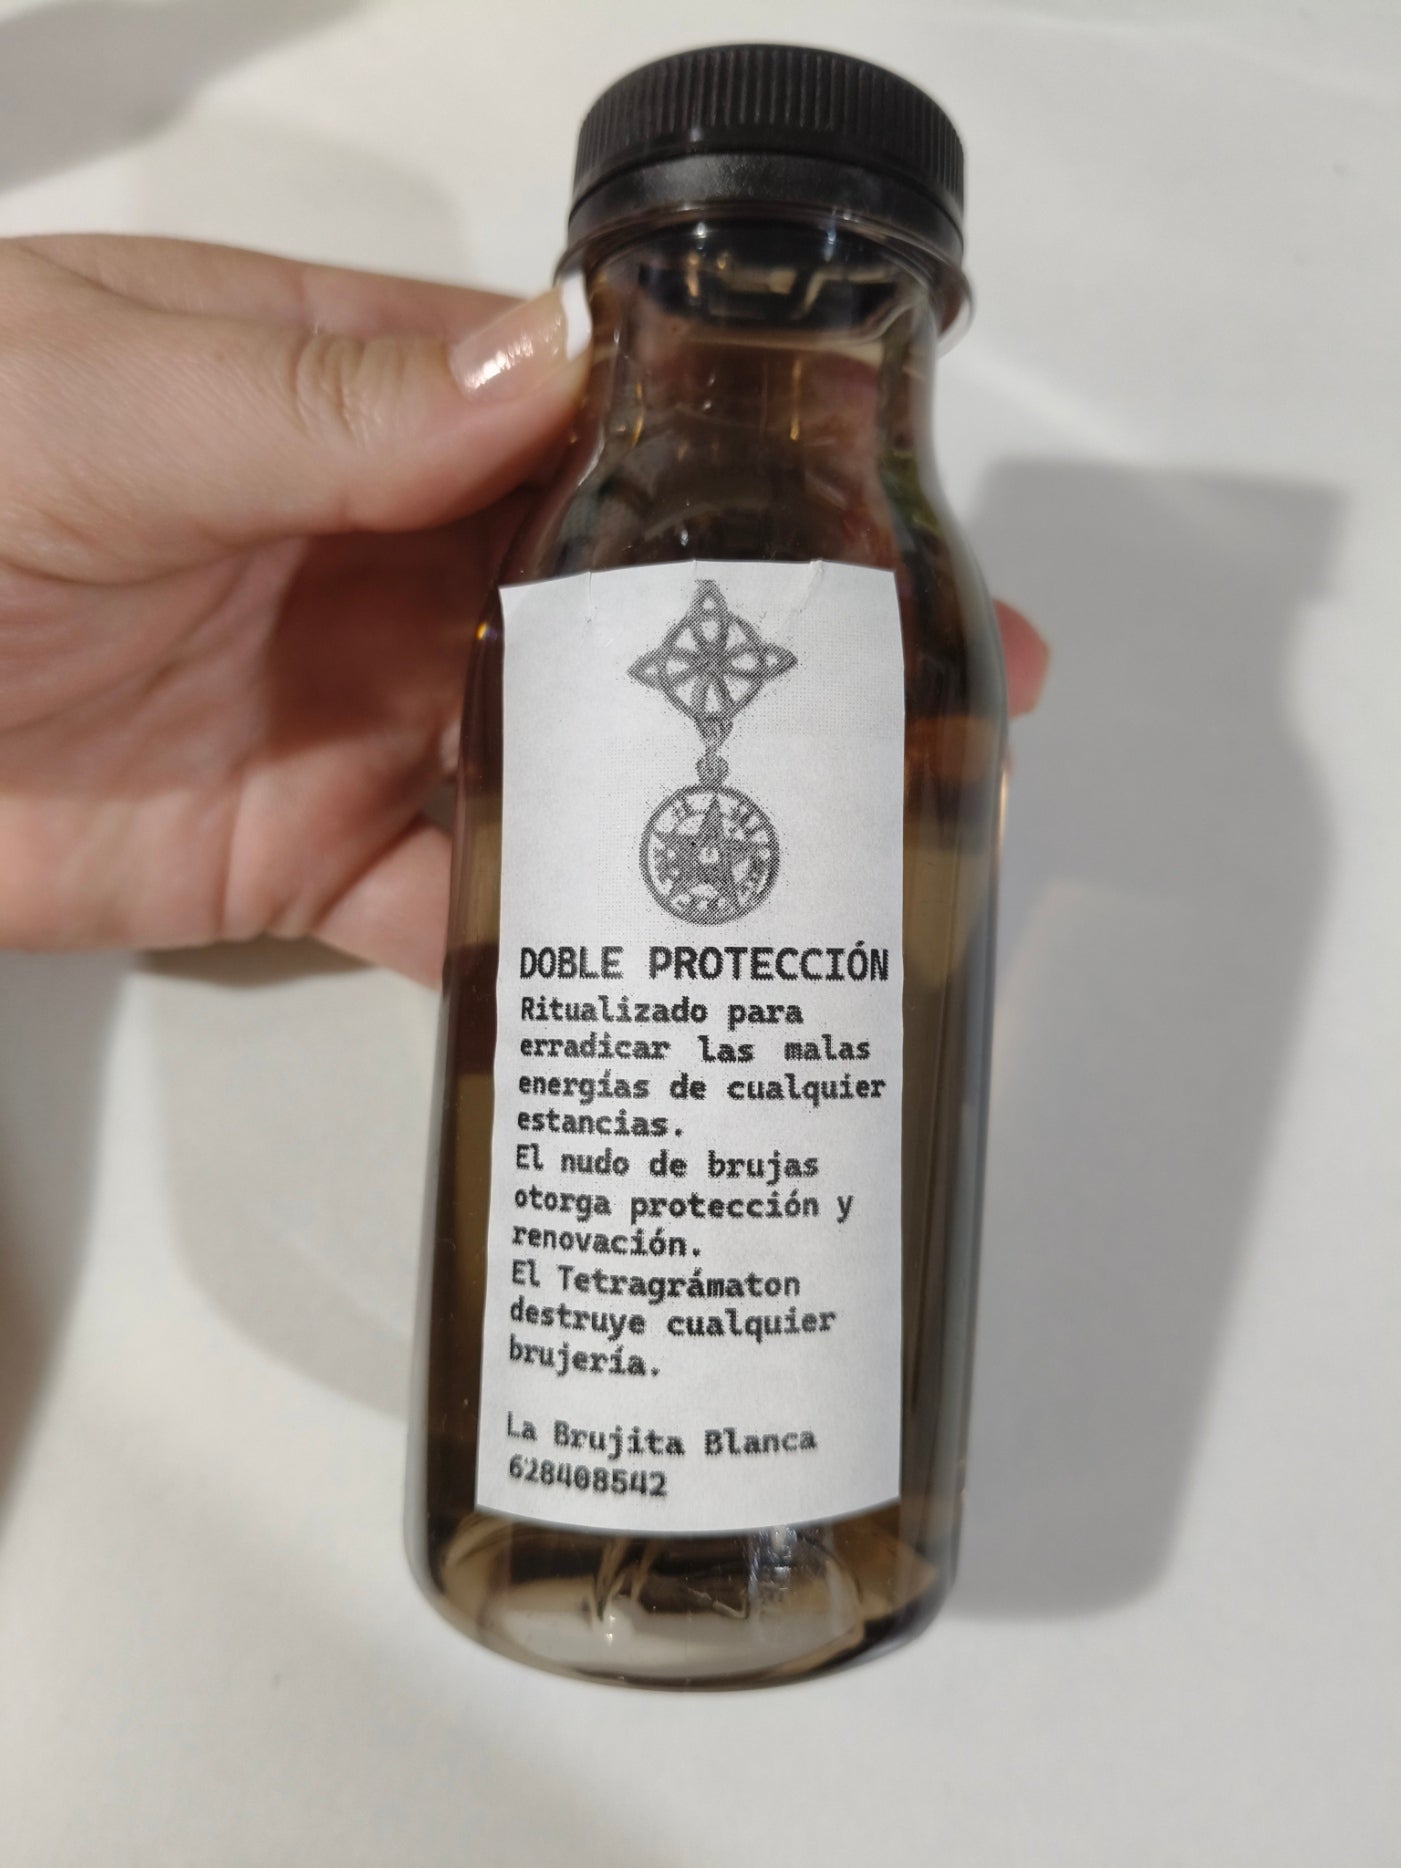 DOBLE PROTECCIÓN
Ritualizado para
erradicar las malas
energías de cualquier
estancias.
El nudo de brujas
otorga protección y
renovación.
El Tetragrámaton
destruye cualquier
brujería.
La Brujita Blanca
628408542